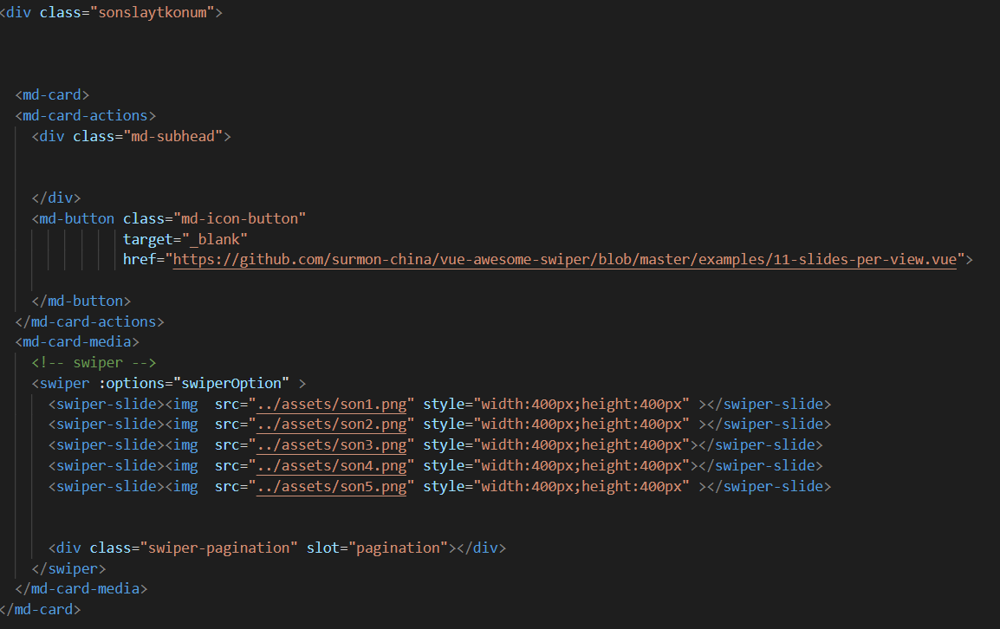 <div class="sonslaytkonum">
<md-card>
<md-card-actions>
<div class="md-subhead">
</div>
<md-button class="md-icon-button"
target="_blank"
href="https://github.com/surmon-china/vue-awesome-swiper/blob/master/examples/11-slides-per-view.vue">
</md-button>
</md-card-actions>
<md-card-media>
<!-- swiper -->
<swiper :options="swiperOption" >
<swiper-slide><img  src="../assets/son1.png" style="width:400px;height:400px" ></swiper-slide>
<swiper-slide><img  src="../assets/son2.png" style="width:400px;height:400px" ></swiper-slide>
<swiper-slide><img  src="../assets/son3.png" style="width:400px;height:400px"></swiper-slide>
<swiper-slide><img  src="../assets/son4.png" style="width:400px;height:400px"></swiper-slide>
<swiper-slide><img  src="../assets/son5.png" style="width:400px;height:400px" ></swiper-slide>
<div class="swiper-pagination" slot="pagination"></div>
</swiper>
</md-card-media>
</md-card>